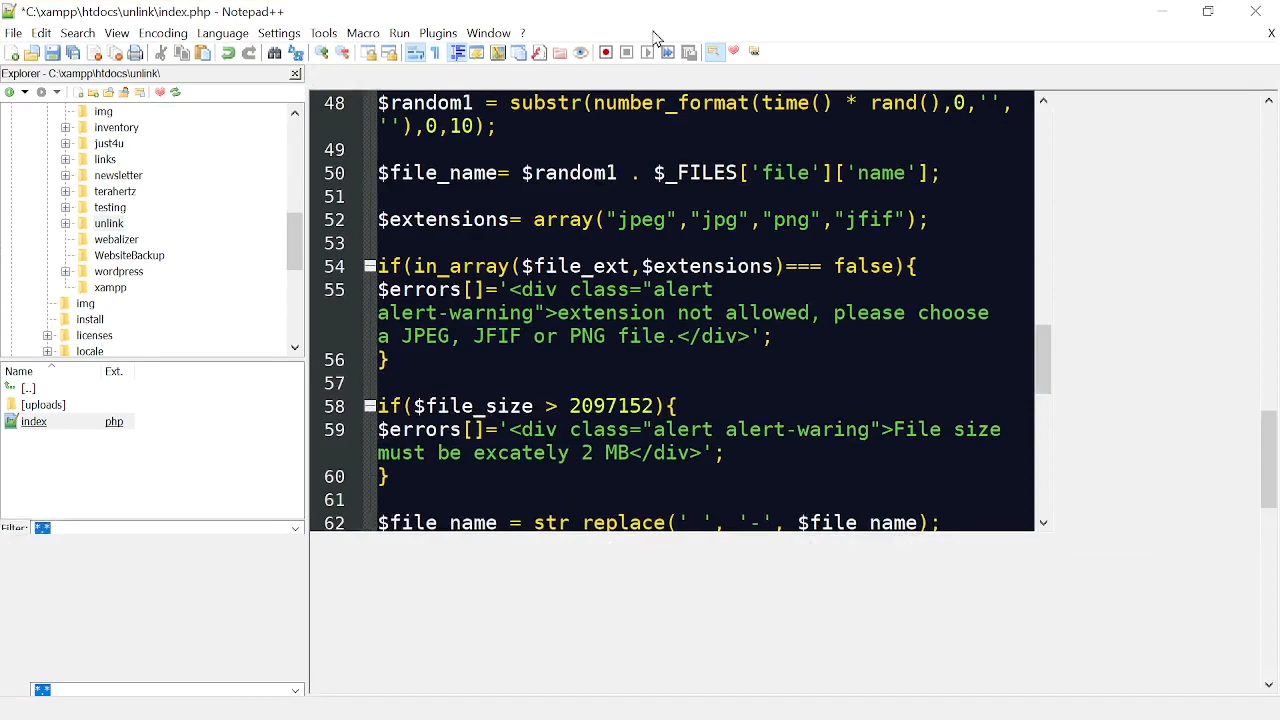 *C:\xampp\htdocs\unlink\index.php - Notepad++
File Edit Search View Encoding Language Settings Tools Macro Run Plugins Window ? X
Explorer - C:\xampp\htdocs\unlink\
img
inventory
just4u
links
newsletter
terahertz
testing
unlink
webalizer
WebsiteBackup
wordpress
xampp
img
install
licenses
locale
Name Ext.
[..]
[uploads]
index php
Filter: *.*
*.*
48 $random1 = substr(number_format(time() * rand(),0,'',
''),0,10);
49
50 $file_name= $random1 . $_FILES['file']['name'];
51
52 $extensions= array("jpeg","jpg","png","jfif");
53
54 if(in_array($file_ext,$extensions)=== false){
55 $errors[]='<div class="alert
alert-warning">extension not allowed, please choose
a JPEG, JFIF or PNG file.</div>';
56 }
57
58 if($file_size > 2097152){
59 $errors[]='<div class="alert alert-waring">File size
must be excately 2 MB</div>';
60 }
61
62 $file_name = str_replace(' ', '-', $file_name);